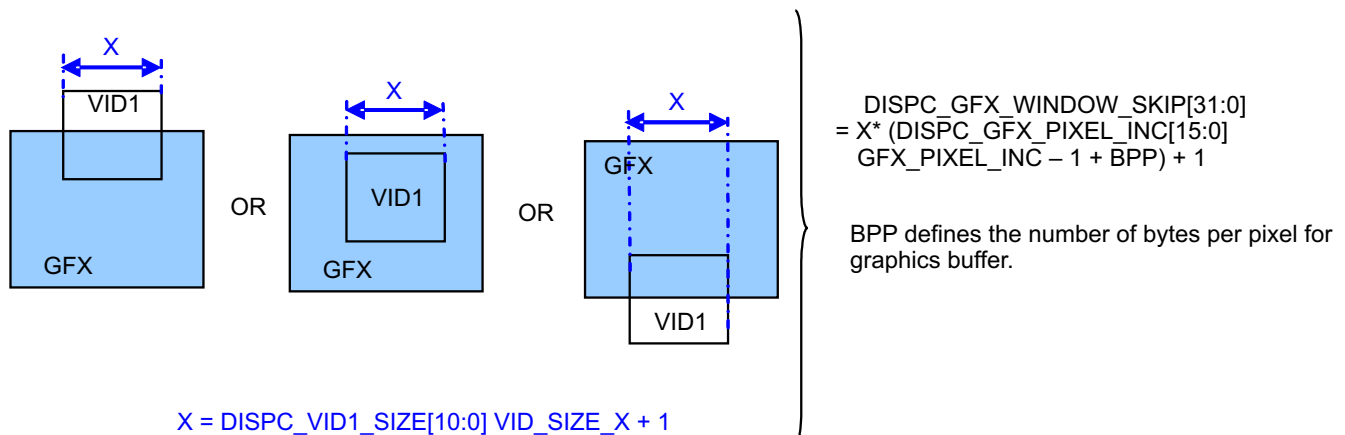 X
VID1
GFX
OR
X
VID1
GFX
OR
X
GFX
VID1
X = DISPC_VID1_SIZE[10:0] VID_SIZE_X + 1
DISPC_GFX_WINDOW_SKIP[31:0]
= X* (DISPC_GFX_PIXEL_INC[15:0]
GFX_PIXEL_INC – 1 + BPP) + 1
BPP defines the number of bytes per pixel for
graphics buffer.